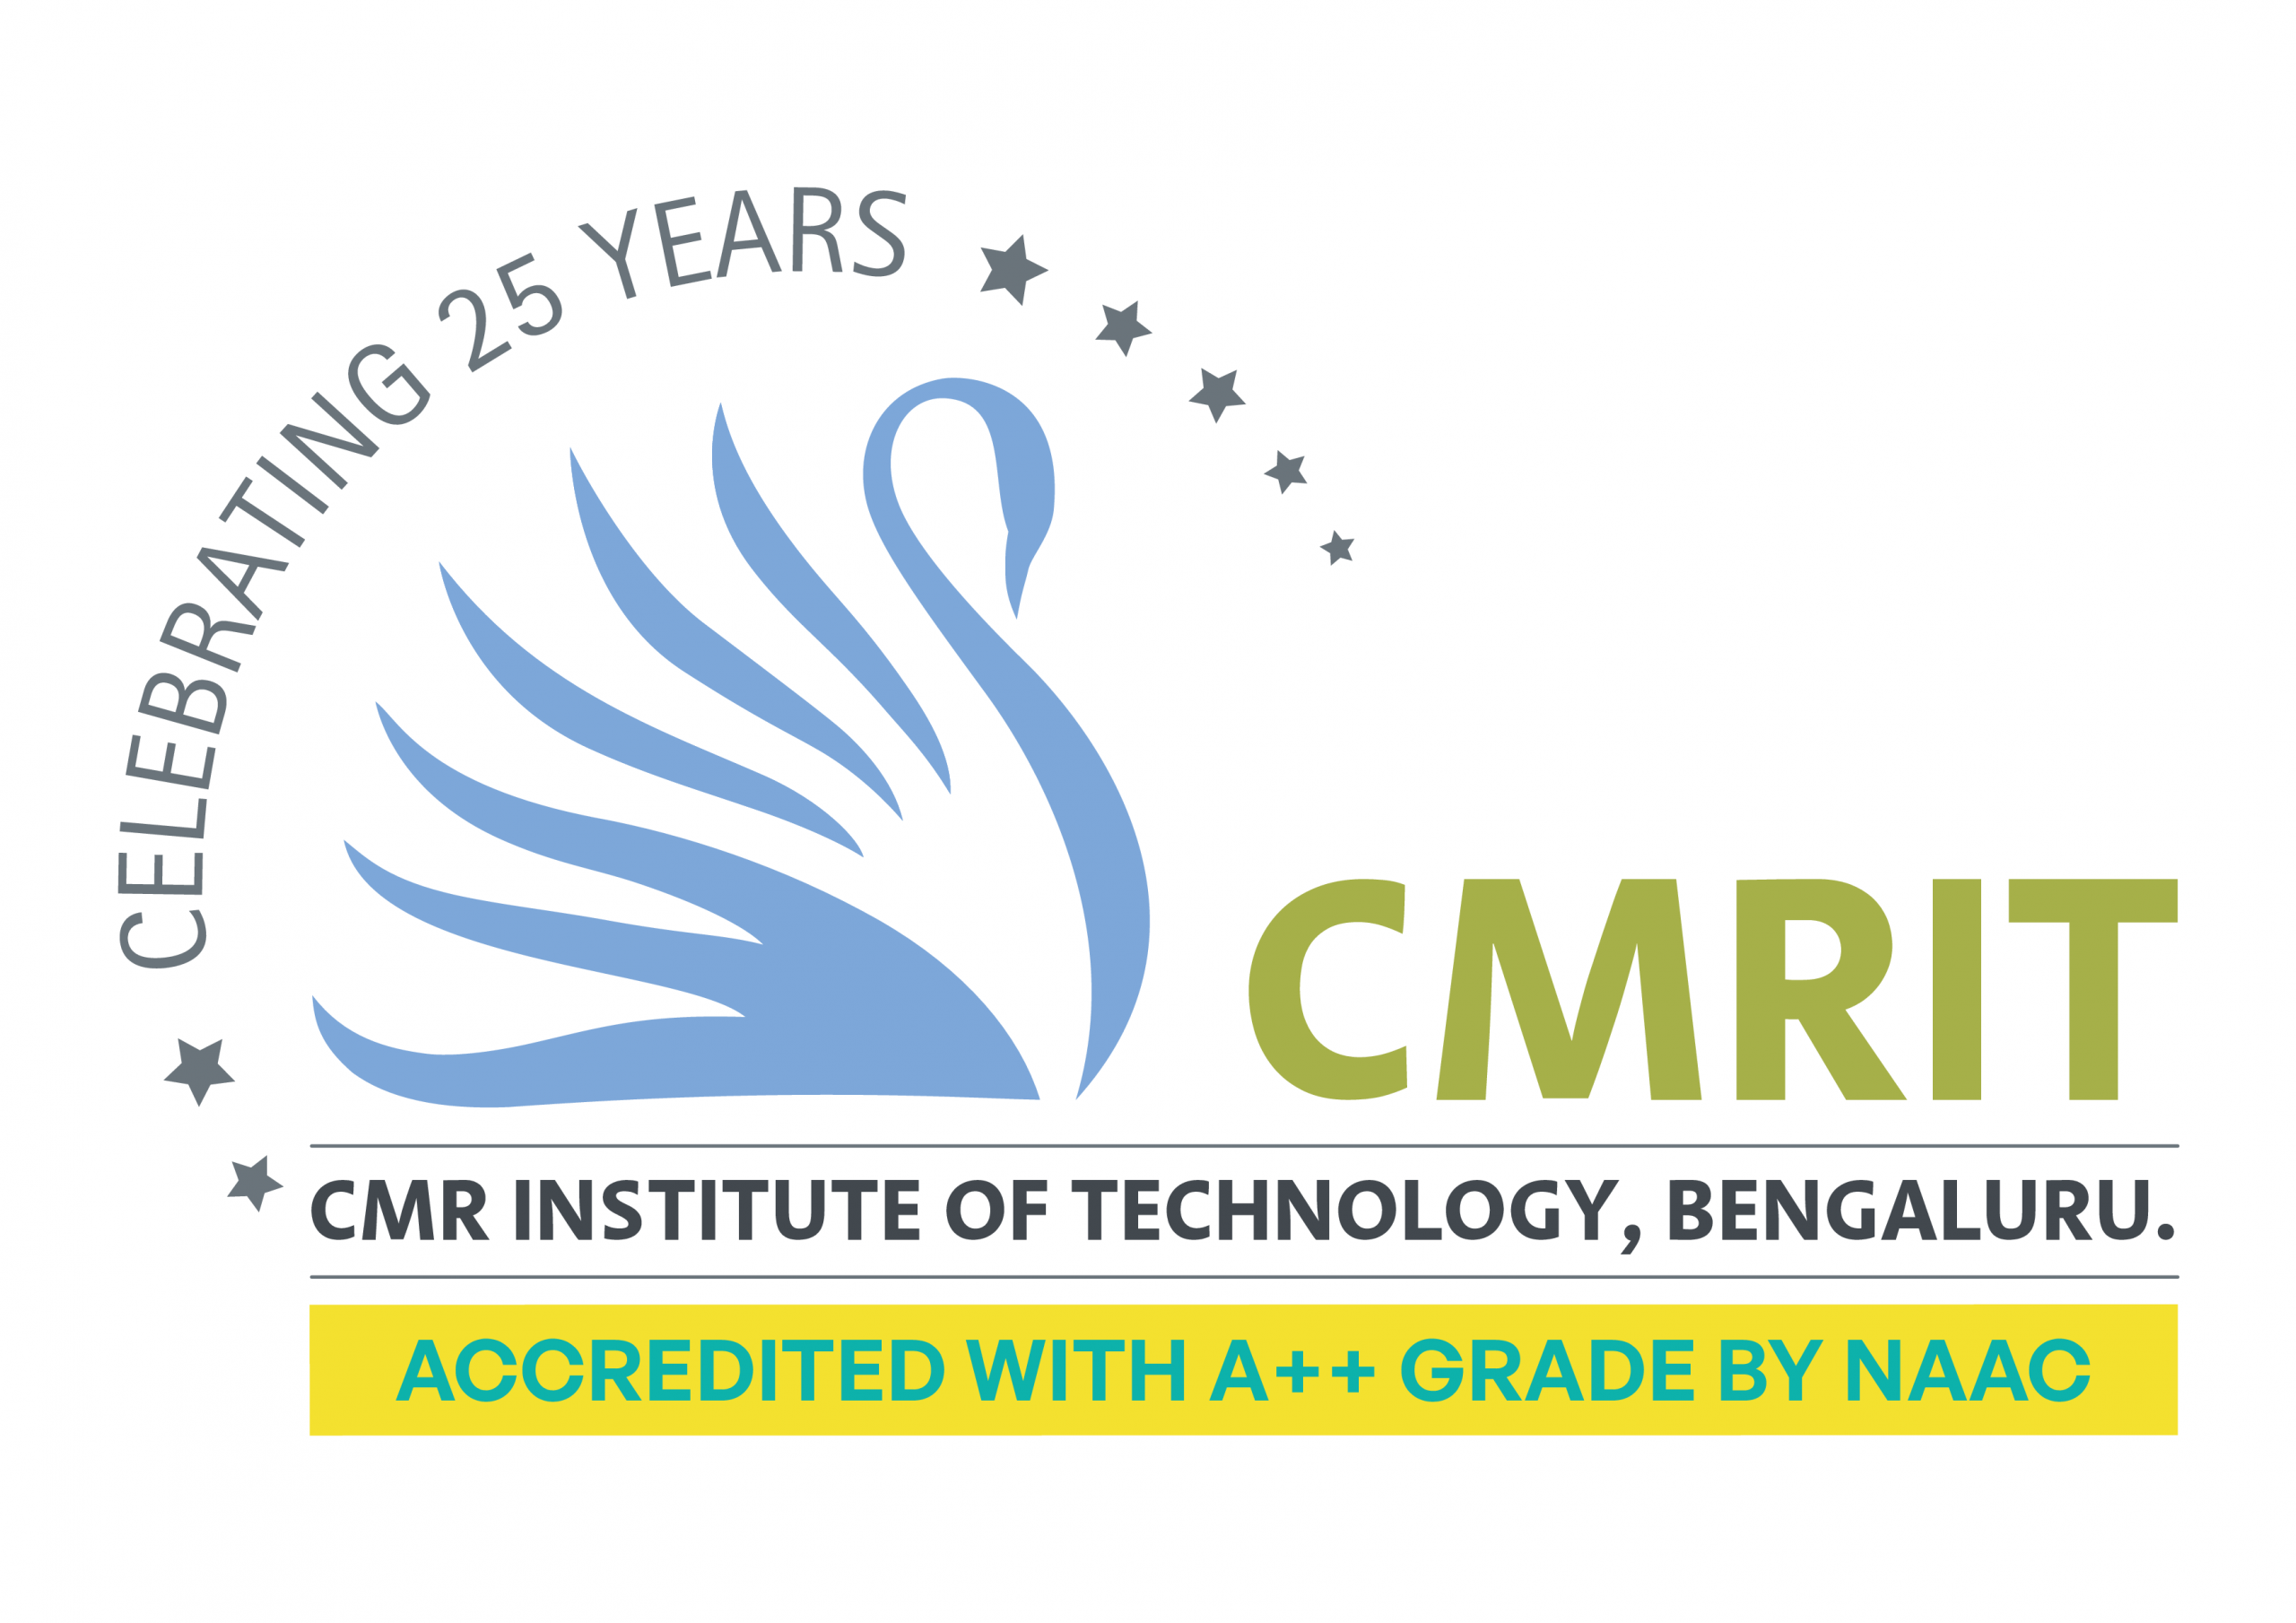 CELEBRATING 25 YEARS
CMRIT
CMR INSTITUTE OF TECHNOLOGY, BENGALURU.
ACCREDITED WITH A++ GRADE BY NAAC